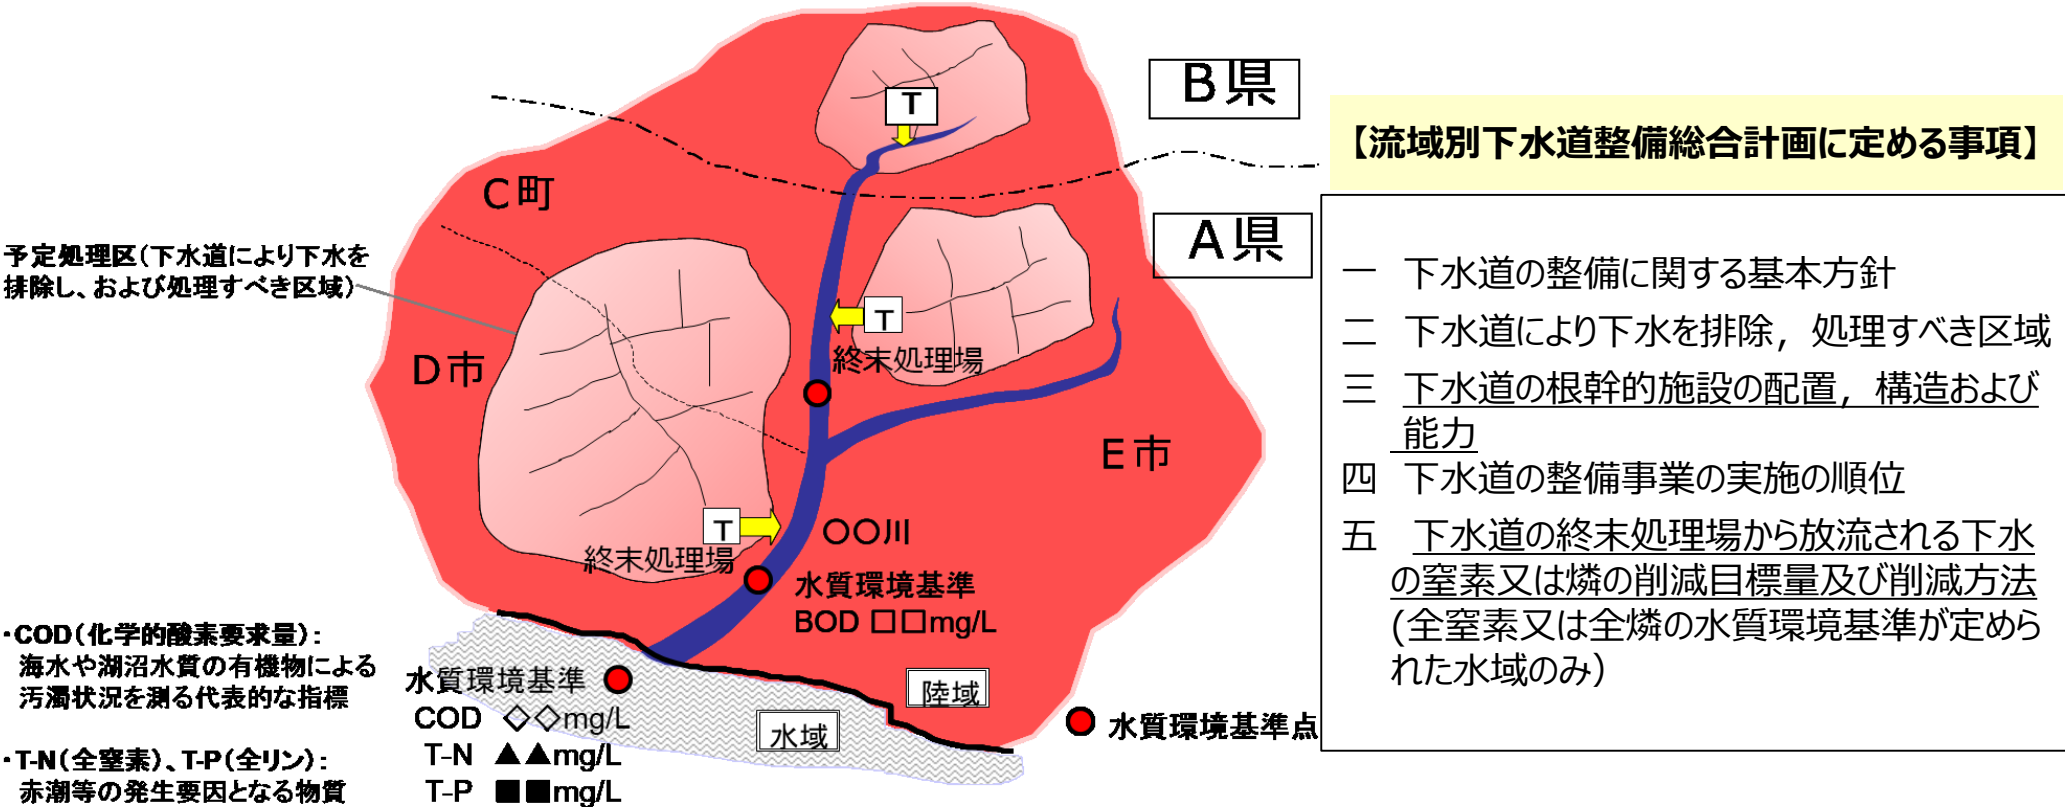 B県
T
【流域別下水道整備総合計画に定める事項】
C町
A県
予定処理区(下水道により下水を
排除し、および処理すべき区域)
T
終末処理場
D市
E市
一 下水道の整備に関する基本方針
二 下水道により下水を排除，処理すべき区域
三 下水道の根幹的施設の配置，構造および
能力
四 下水道の整備事業の実施の順位
五 下水道の終末処理場から放流される下水
の窒素又は燐の削減目標量及び削減方法
(全窒素又は全燐の水質環境基準が定めら
れた水域のみ)
T
終末処理場
〇〇川
水質環境基準
BOD □□mg/L
・COD(化学的酸素要求量):
海水や湖沼水質の有機物による
汚濁状況を測る代表的な指標
・T-N(全窒素)、T-P(全リン):
赤潮等の発生要因となる物質
水質環境基準
COD ◇◇mg/L
T-N ▲▲mg/L
T-P ■■mg/L
水域
陸域
水質環境基準点